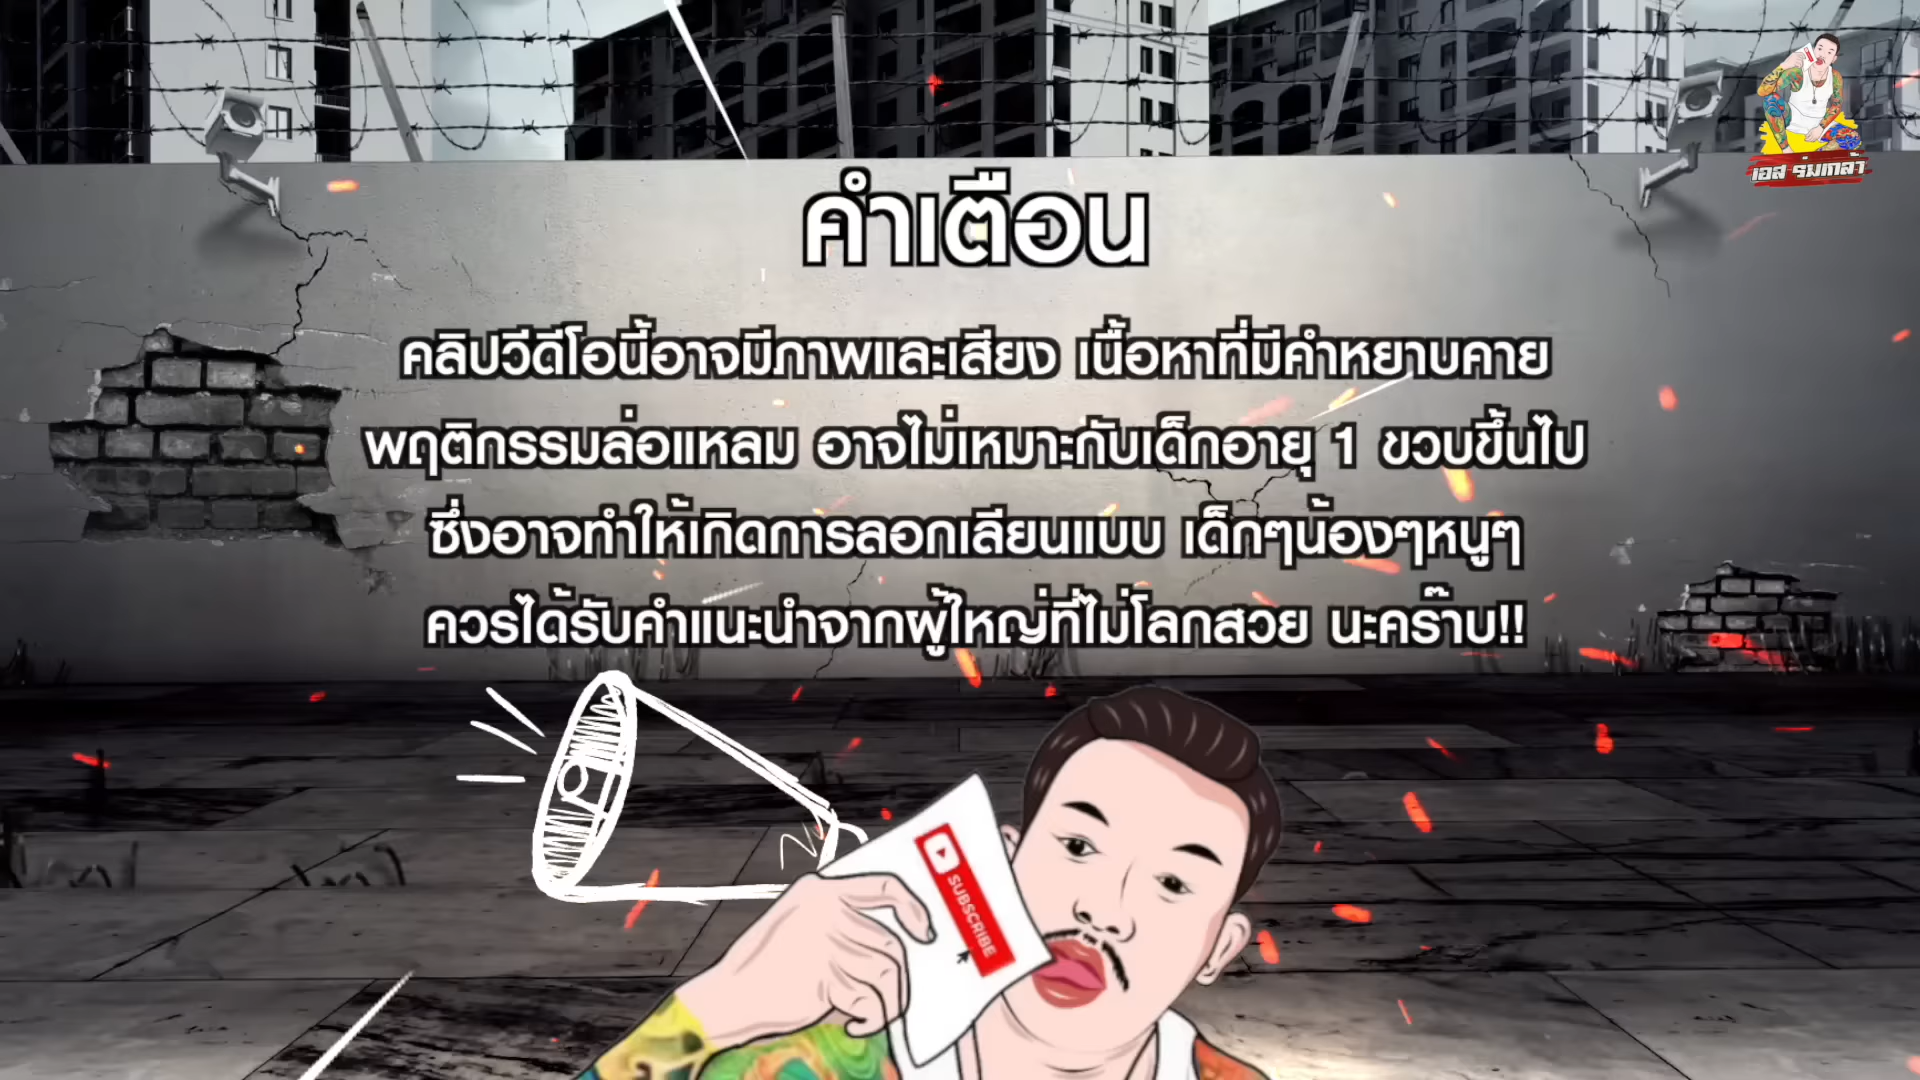 เอส ร่มเกล้า
คำเตือน
คลิปวีดีโอนี้อาจมีภาพและเสียง เนื้อหาที่มีคำหยาบคาย
พฤติกรรมล่อแหลม อาจไม่เหมาะกับเด็กอายุ 1 ขวบขึ้นไป
ซึ่งอาจทำให้เกิดการลอกเลียนแบบ เด็กๆน้องๆหนูๆ
ควรได้รับคำแนะนำจากผู้ใหญ่ที่ไม่โลกสวย นะคร๊าบ!!
SUBSCRIBE